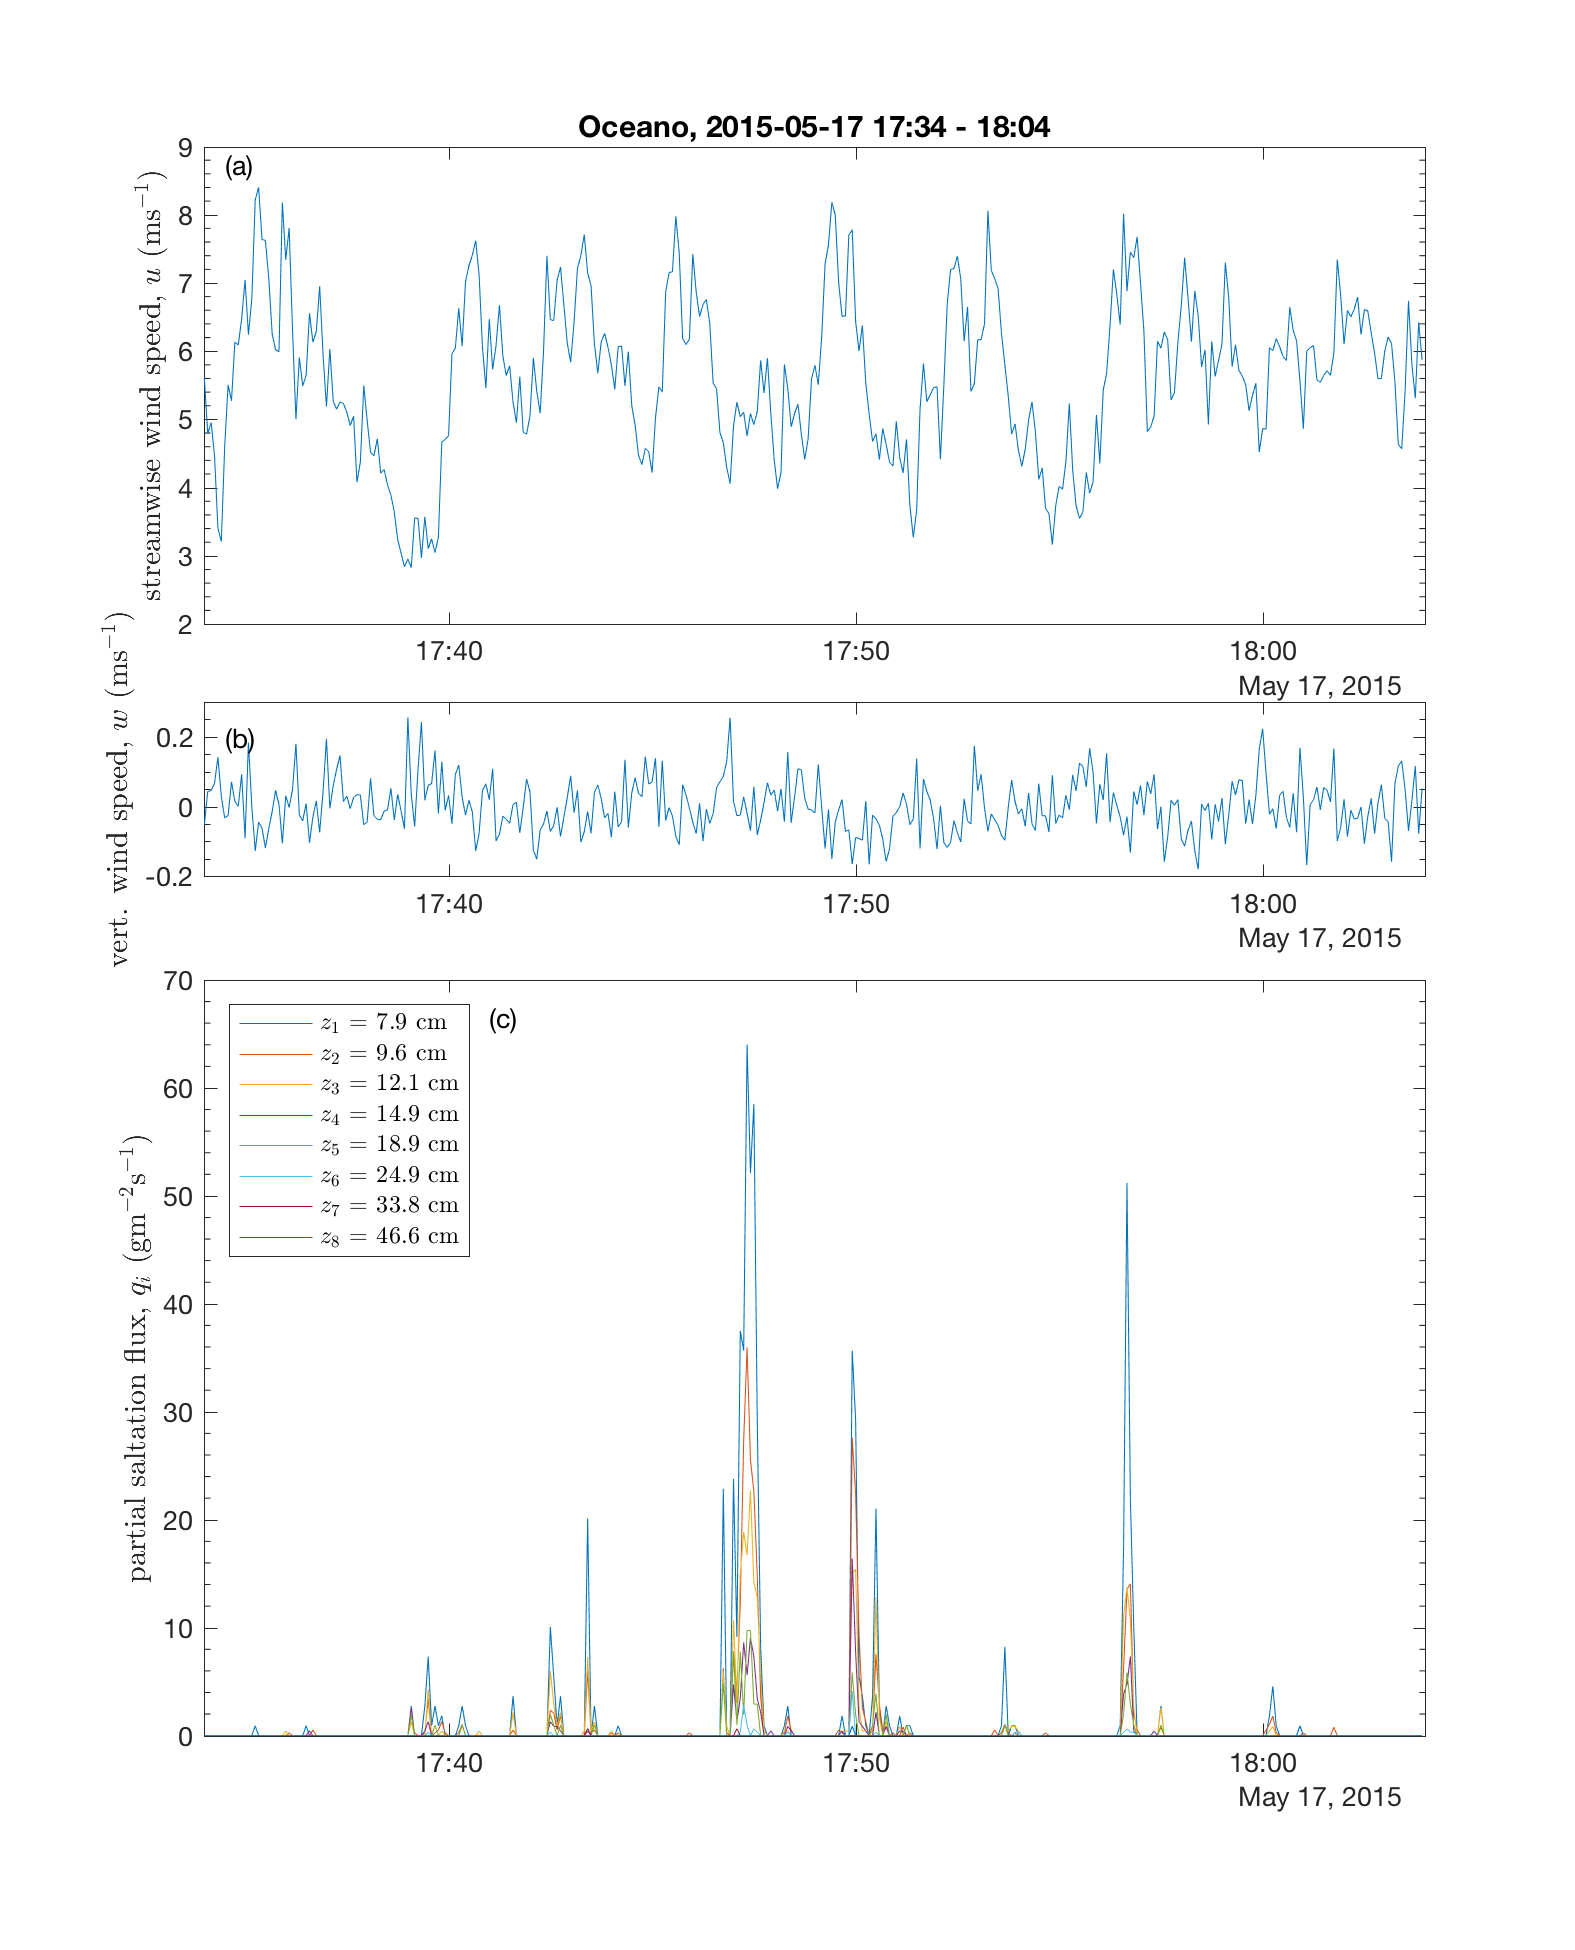 Oceano, 2015-05-17 17:34 - 18:04
(a)
streamwise wind speed, u (ms⁻¹)
9
8
7
6
5
4
3
2
17:40 17:50 18:00
May 17, 2015
(b)
vert. wind speed, w (ms⁻¹)
0.2
0
-0.2
17:40 17:50 18:00
May 17, 2015
(c)
partial saltation flux, qᵢ (gm⁻²s⁻¹)
70
60
50
40
30
20
10
0
z₁ = 7.9 cm
z₂ = 9.6 cm
z₃ = 12.1 cm
z₄ = 14.9 cm
z₅ = 18.9 cm
z₆ = 24.9 cm
z₇ = 33.8 cm
z₈ = 46.6 cm
17:40 17:50 18:00
May 17, 2015